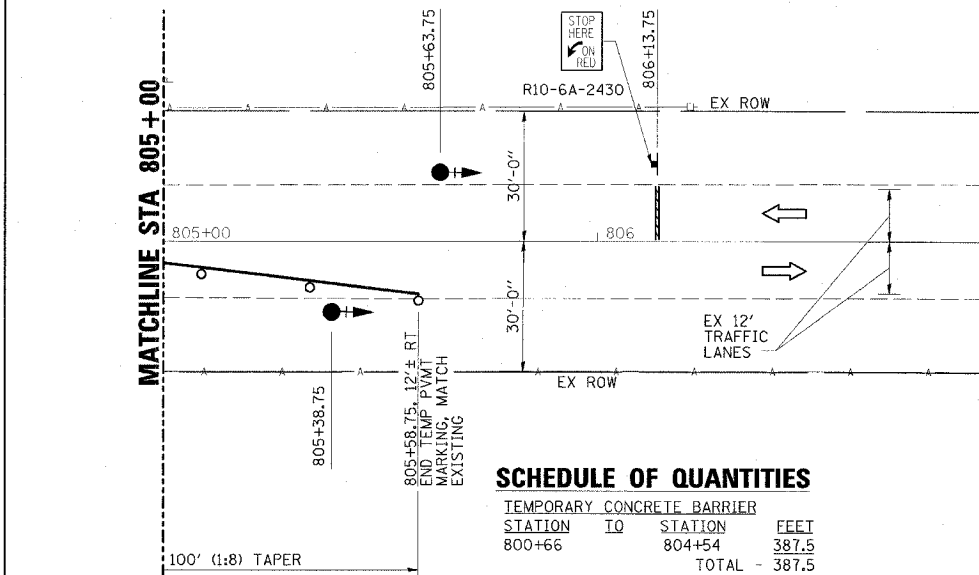 MATCHLINE STA 805+00
805+63.75
STOP
HERE
ON
RED
R10-6A-2430
806+13.75
EX ROW
30'-0"
805+00
806
30'-0"
EX 12'
TRAFFIC
LANES
EX ROW
805+38.75
805+58.75, 12'± RT
END TEMP PVMT
MARKING, MATCH
EXISTING
100' (1:8) TAPER
SCHEDULE OF QUANTITIES
TEMPORARY CONCRETE BARRIER
STATION TO STATION FEET
800+66 804+54 387.5
TOTAL - 387.5